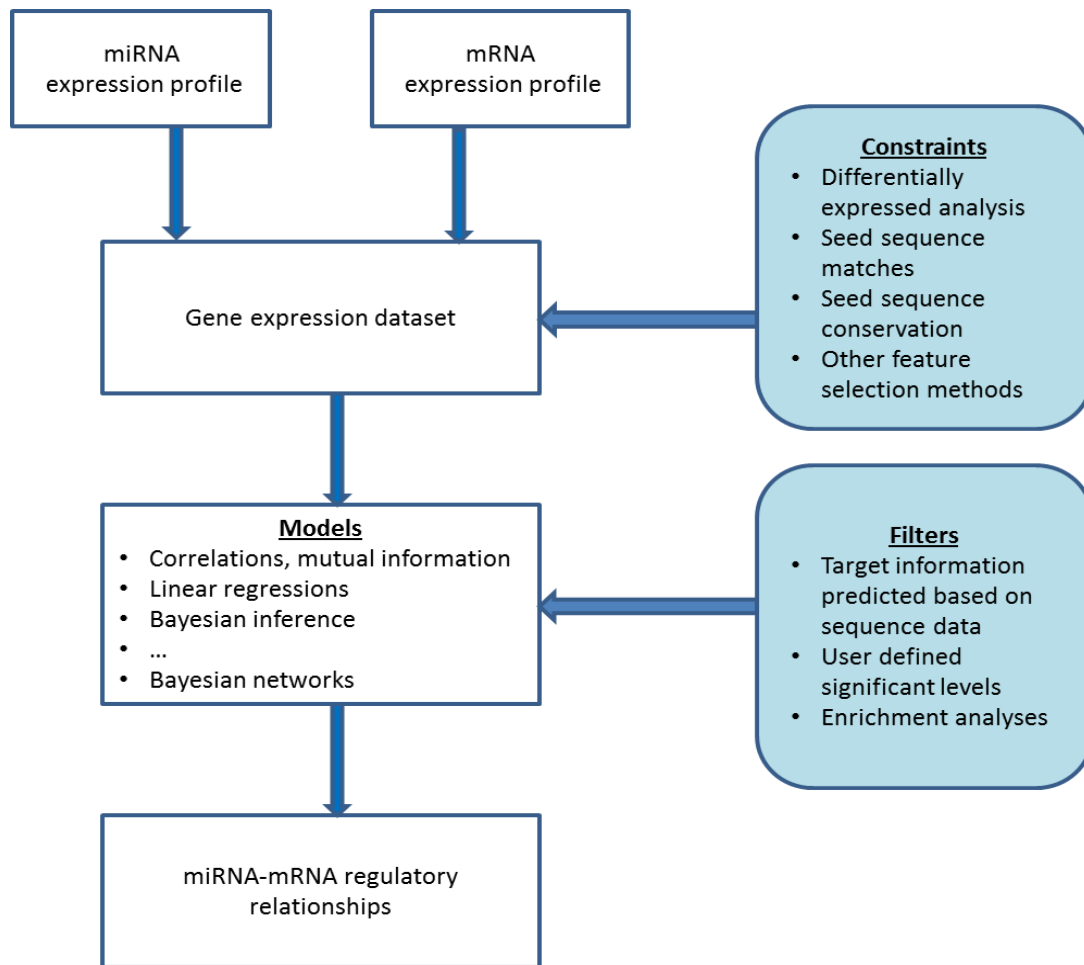 miRNA
expression profile
mRNA
expression profile
Constraints
• Differentially
expressed analysis
• Seed sequence
matches
• Seed sequence
conservation
• Other feature
selection methods
Gene expression dataset
Models
• Correlations, mutual information
• Linear regressions
• Bayesian inference
• ...
• Bayesian networks
Filters
• Target information
predicted based on
sequence data
• User defined
significant levels
• Enrichment analyses
miRNA-mRNA regulatory
relationships